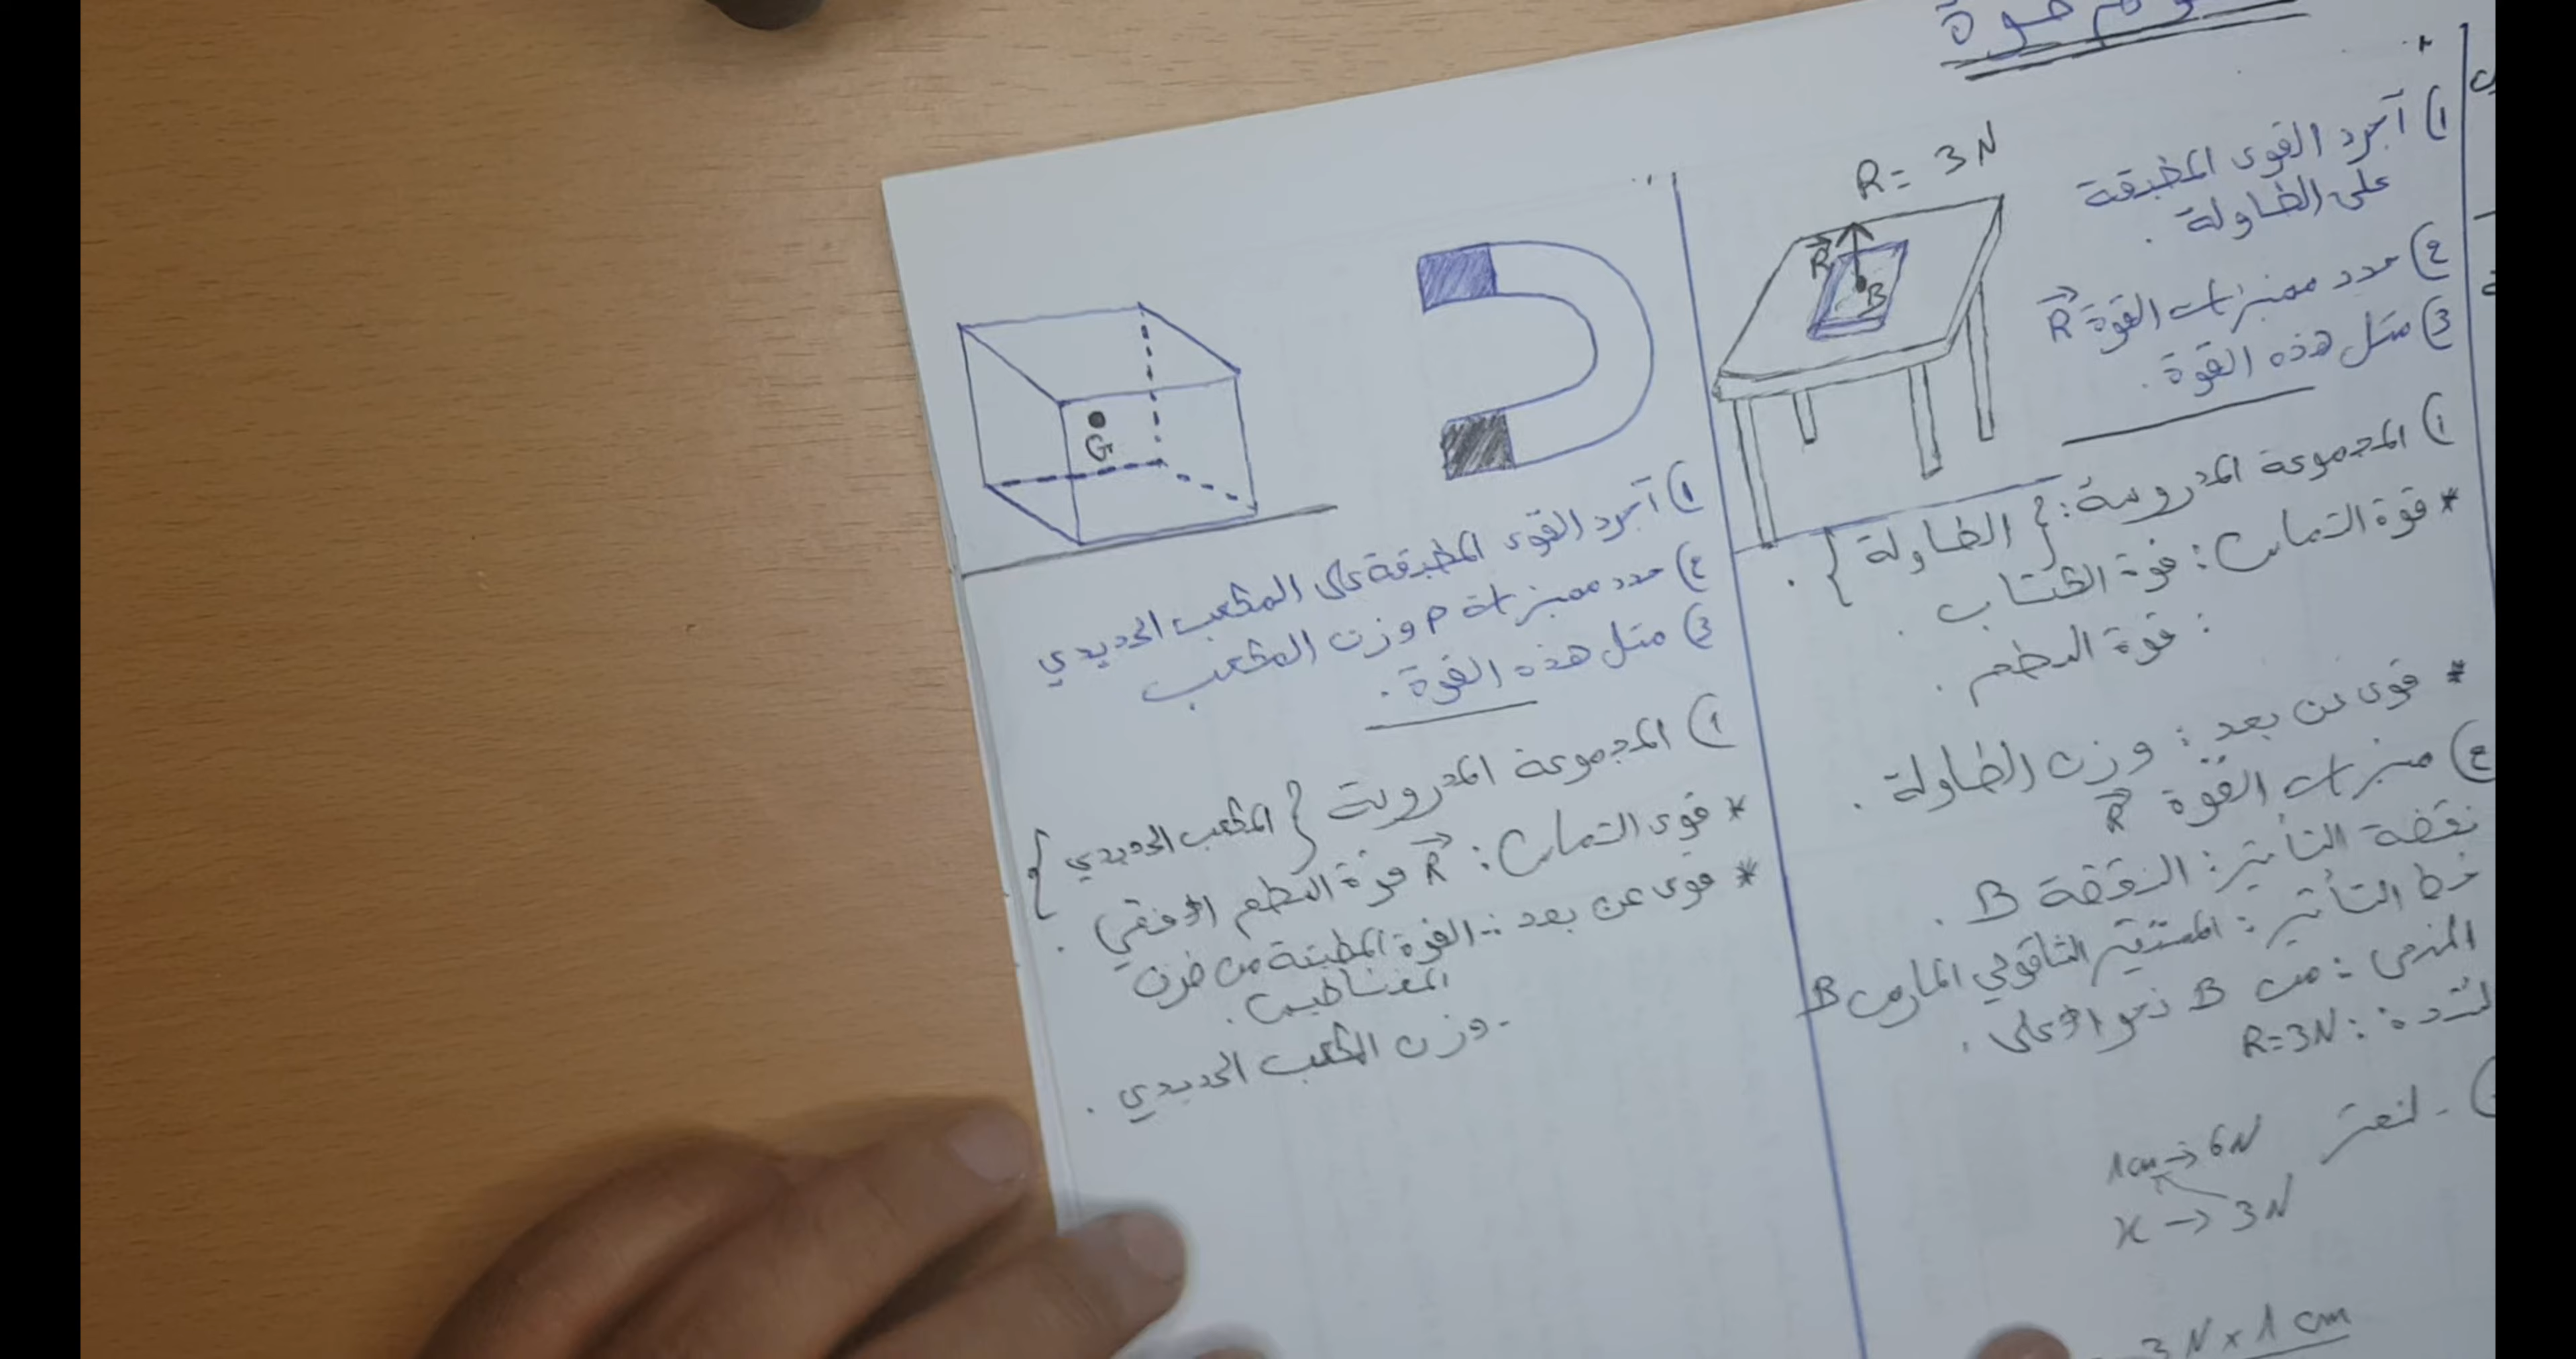 R = 3N
1) أجرد القوى المطبقة
على الطاولة .
2) حدد مميزات القوة R
3) مثل هذه القوة .
R
B
1) المجموعة المدروسة : { الطاولة } .
* قوة التماس : قوة الكتاب .
: قوة السطح .
* قوى عن بعد : وزن الطاولة .
2) مميزات القوة R
نقطة التأثير : النقطة B .
خط التأثير : المستقيم الشاقولي المار من B
المنحى : من B نحو الأعلى .
الشدة : R=3N
- لنعتبر
1cm → 6N
x → 3N
3 N x 1 cm
G
1) أجرد القوى المطبقة على المكعب الحديدي
2) حدد مميزات P وزن المكعب
3) مثل هذه القوة .
1) المجموعة المدروسة { المكعب الحديدي }
* قوى التماس : R قوة السطح الأفقي .
* قوى عن بعد :- القوة المطبقة من طرف
المغناطيس .
- وزن المكعب الحديدي .